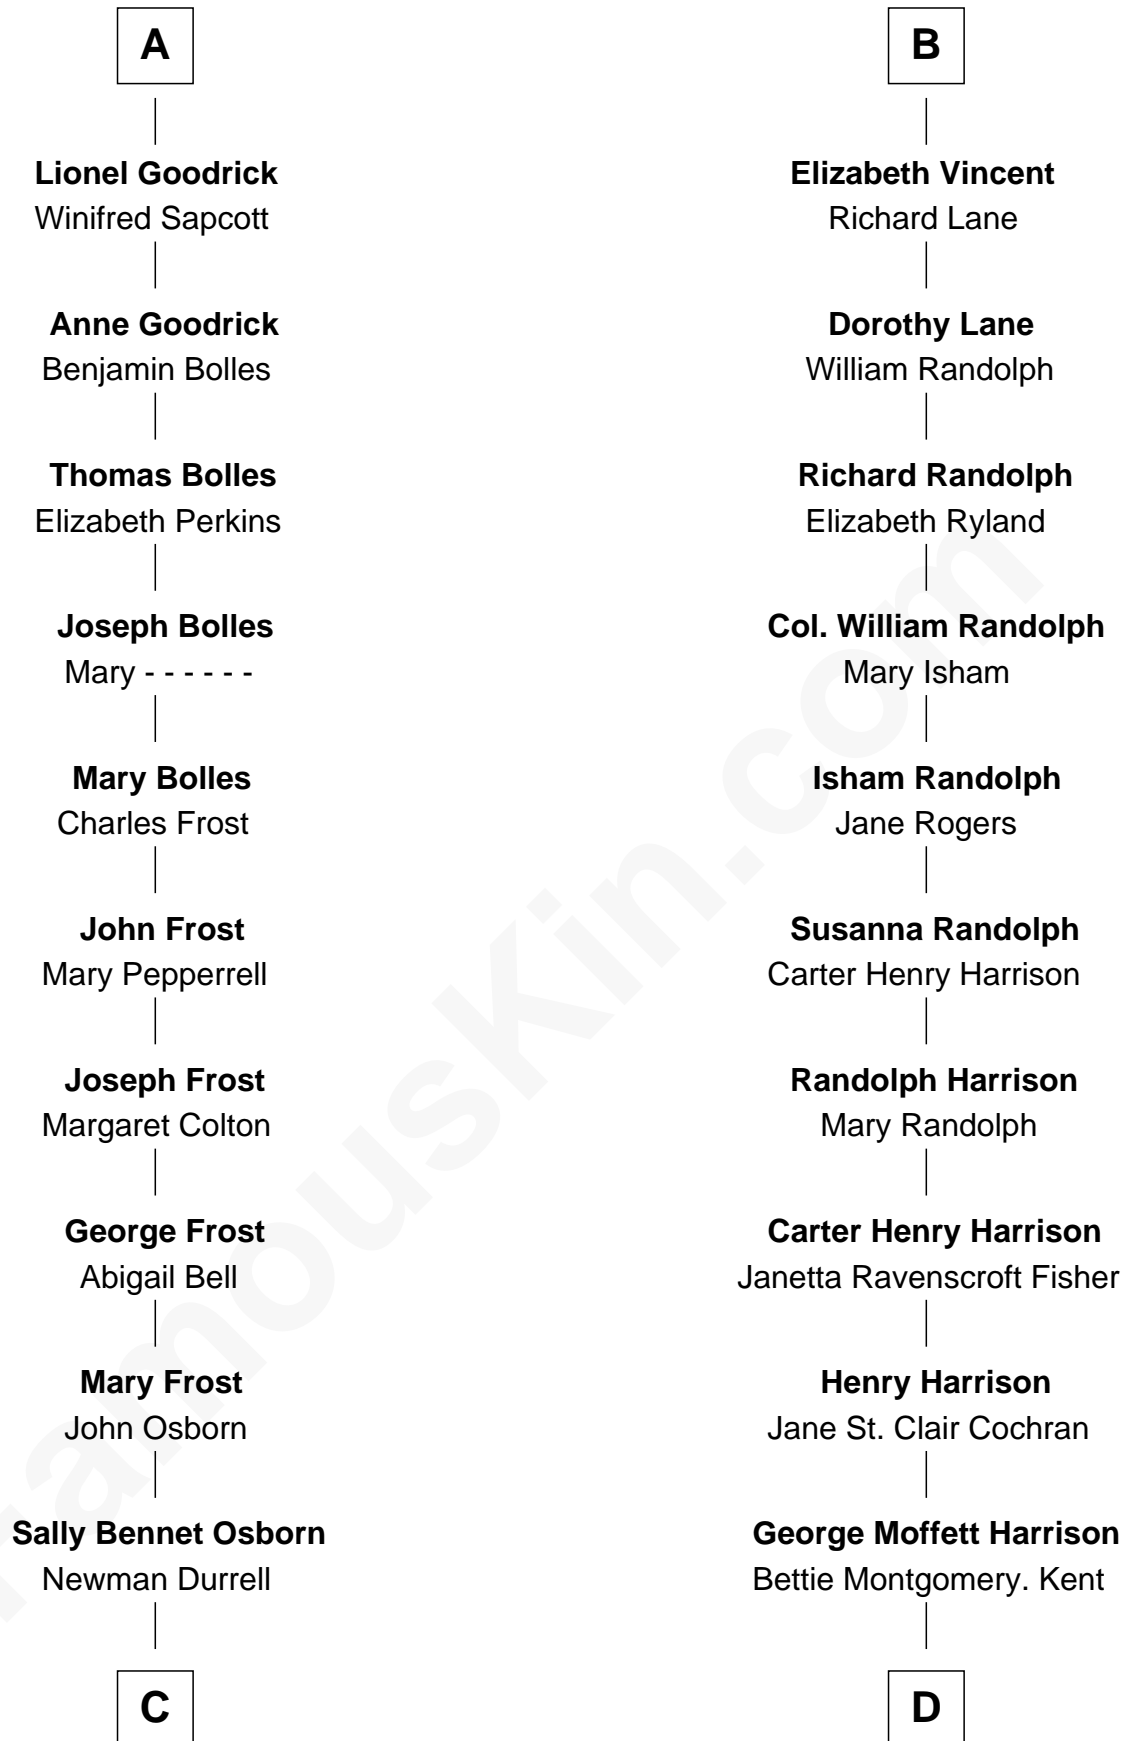 A
Lionel Goodrick
Winifred Sapcott
Anne Goodrick
Benjamin Bolles
Thomas Bolles
Elizabeth Perkins
Joseph Bolles
Mary - - - - - -
Mary Bolles
Charles Frost
John Frost
Mary Pepperrell
Joseph Frost
Margaret Colton
George Frost
Abigail Bell
Mary Frost
John Osborn
Sally Bennet Osborn
Newman Durrell
C
B
Elizabeth Vincent
Richard Lane
Dorothy Lane
William Randolph
Richard Randolph
Elizabeth Ryland
Col. William Randolph
Mary Isham
Isham Randolph
Jane Rogers
Susanna Randolph
Carter Henry Harrison
Randolph Harrison
Mary Randolph
Carter Henry Harrison
Janetta Ravenscroft Fisher
Henry Harrison
Jane St. Clair Cochran
George Moffett Harrison
Bettie Montgomery. Kent
D
FamousKin.com